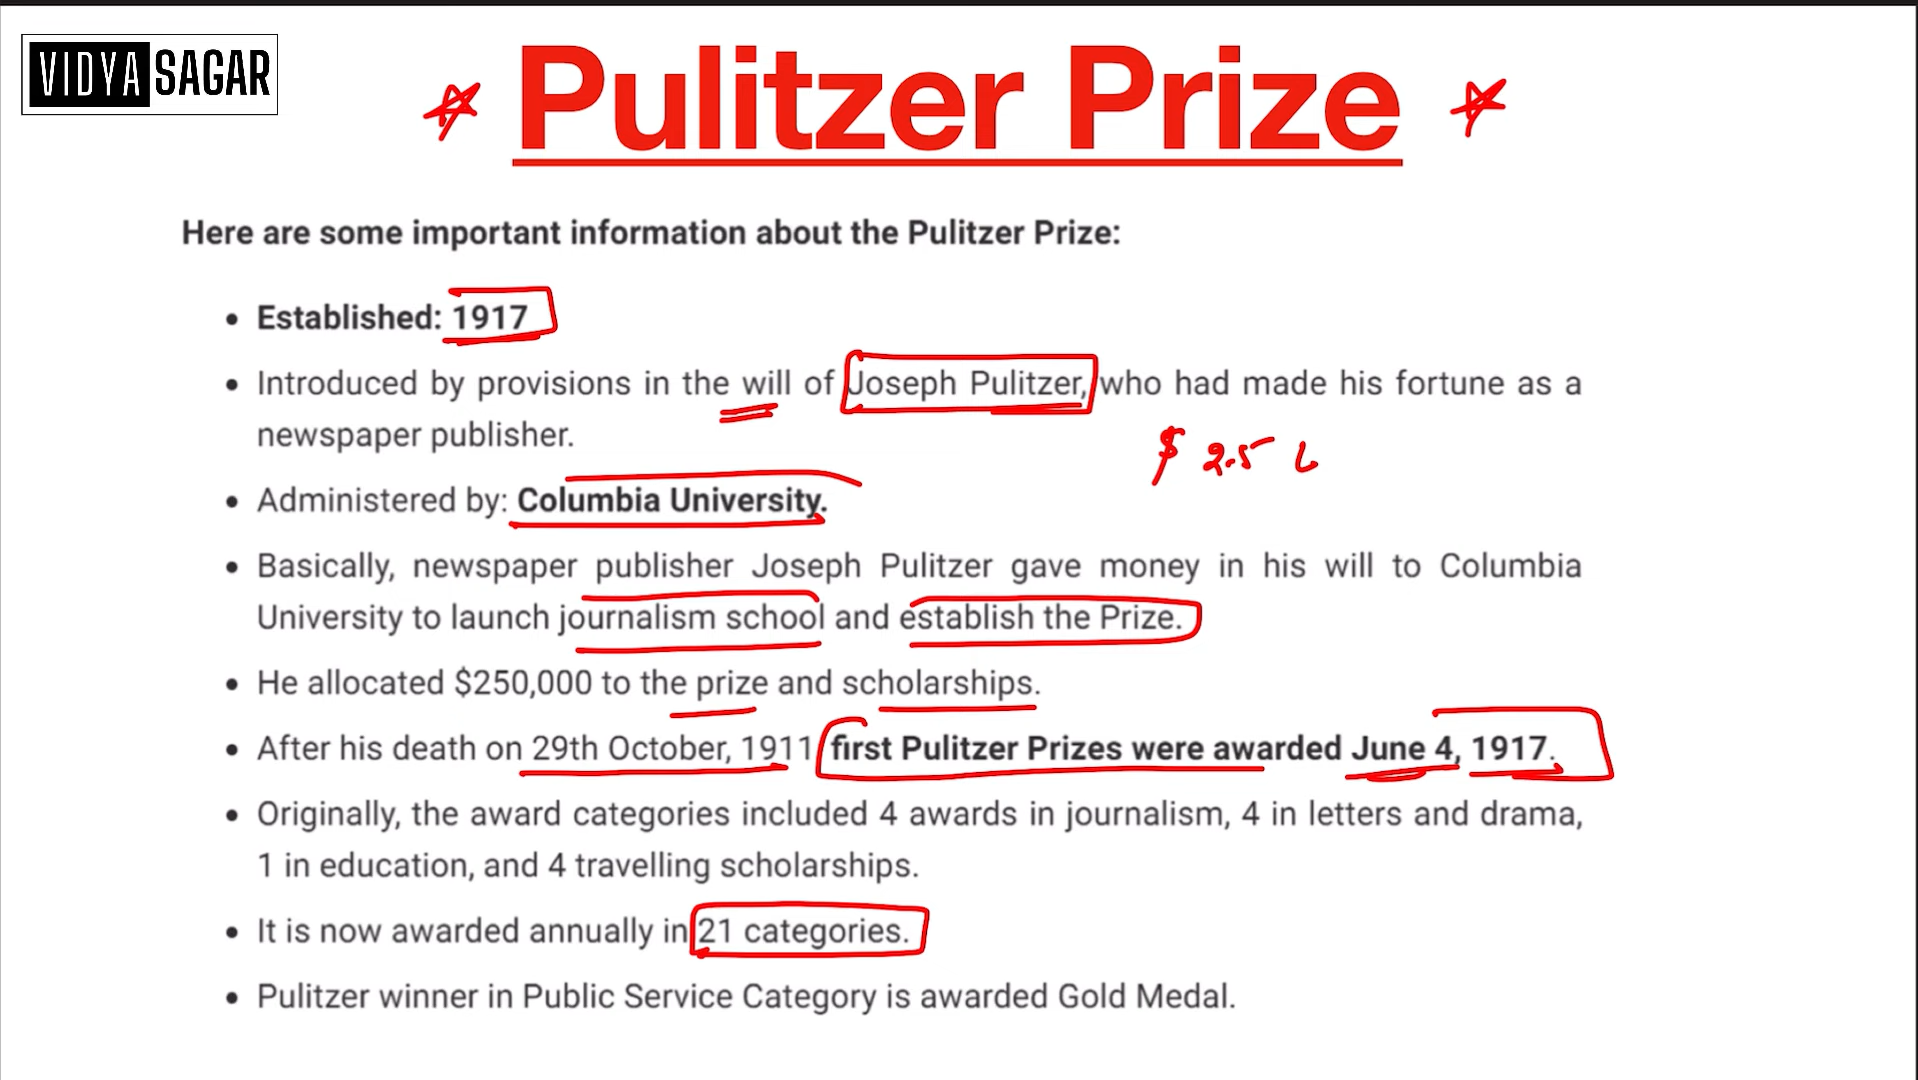 VIDYA SAGAR
Pulitzer Prize
Here are some important information about the Pulitzer Prize:
• Established: 1917
• Introduced by provisions in the will of Joseph Pulitzer, who had made his fortune as a
newspaper publisher.
$ 2.5 L
• Administered by: Columbia University.
• Basically, newspaper publisher Joseph Pulitzer gave money in his will to Columbia
University to launch journalism school and establish the Prize.
• He allocated $250,000 to the prize and scholarships.
• After his death on 29th October, 1911 first Pulitzer Prizes were awarded June 4, 1917.
• Originally, the award categories included 4 awards in journalism, 4 in letters and drama,
1 in education, and 4 travelling scholarships.
• It is now awarded annually in 21 categories.
• Pulitzer winner in Public Service Category is awarded Gold Medal.